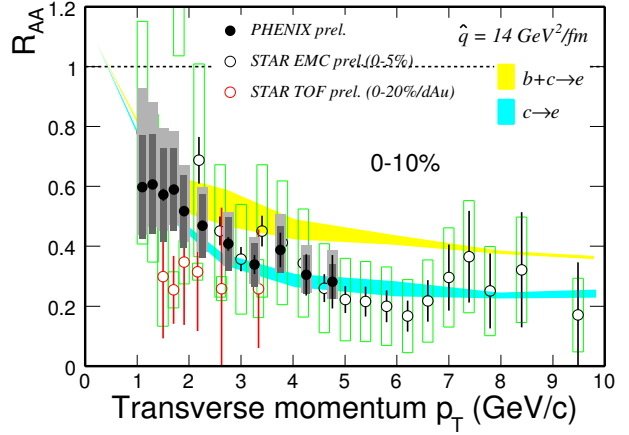 R_AA
PHENIX prel.
STAR EMC prel.(0-5%)
STAR TOF prel. (0-20%/dAu)
q̂ = 14 GeV²/fm
b+c→e
c→e
0-10%
1.2
1
0.8
0.6
0.4
0.2
0
0 1 2 3 4 5 6 7 8 9 10
Transverse momentum p_T (GeV/c)